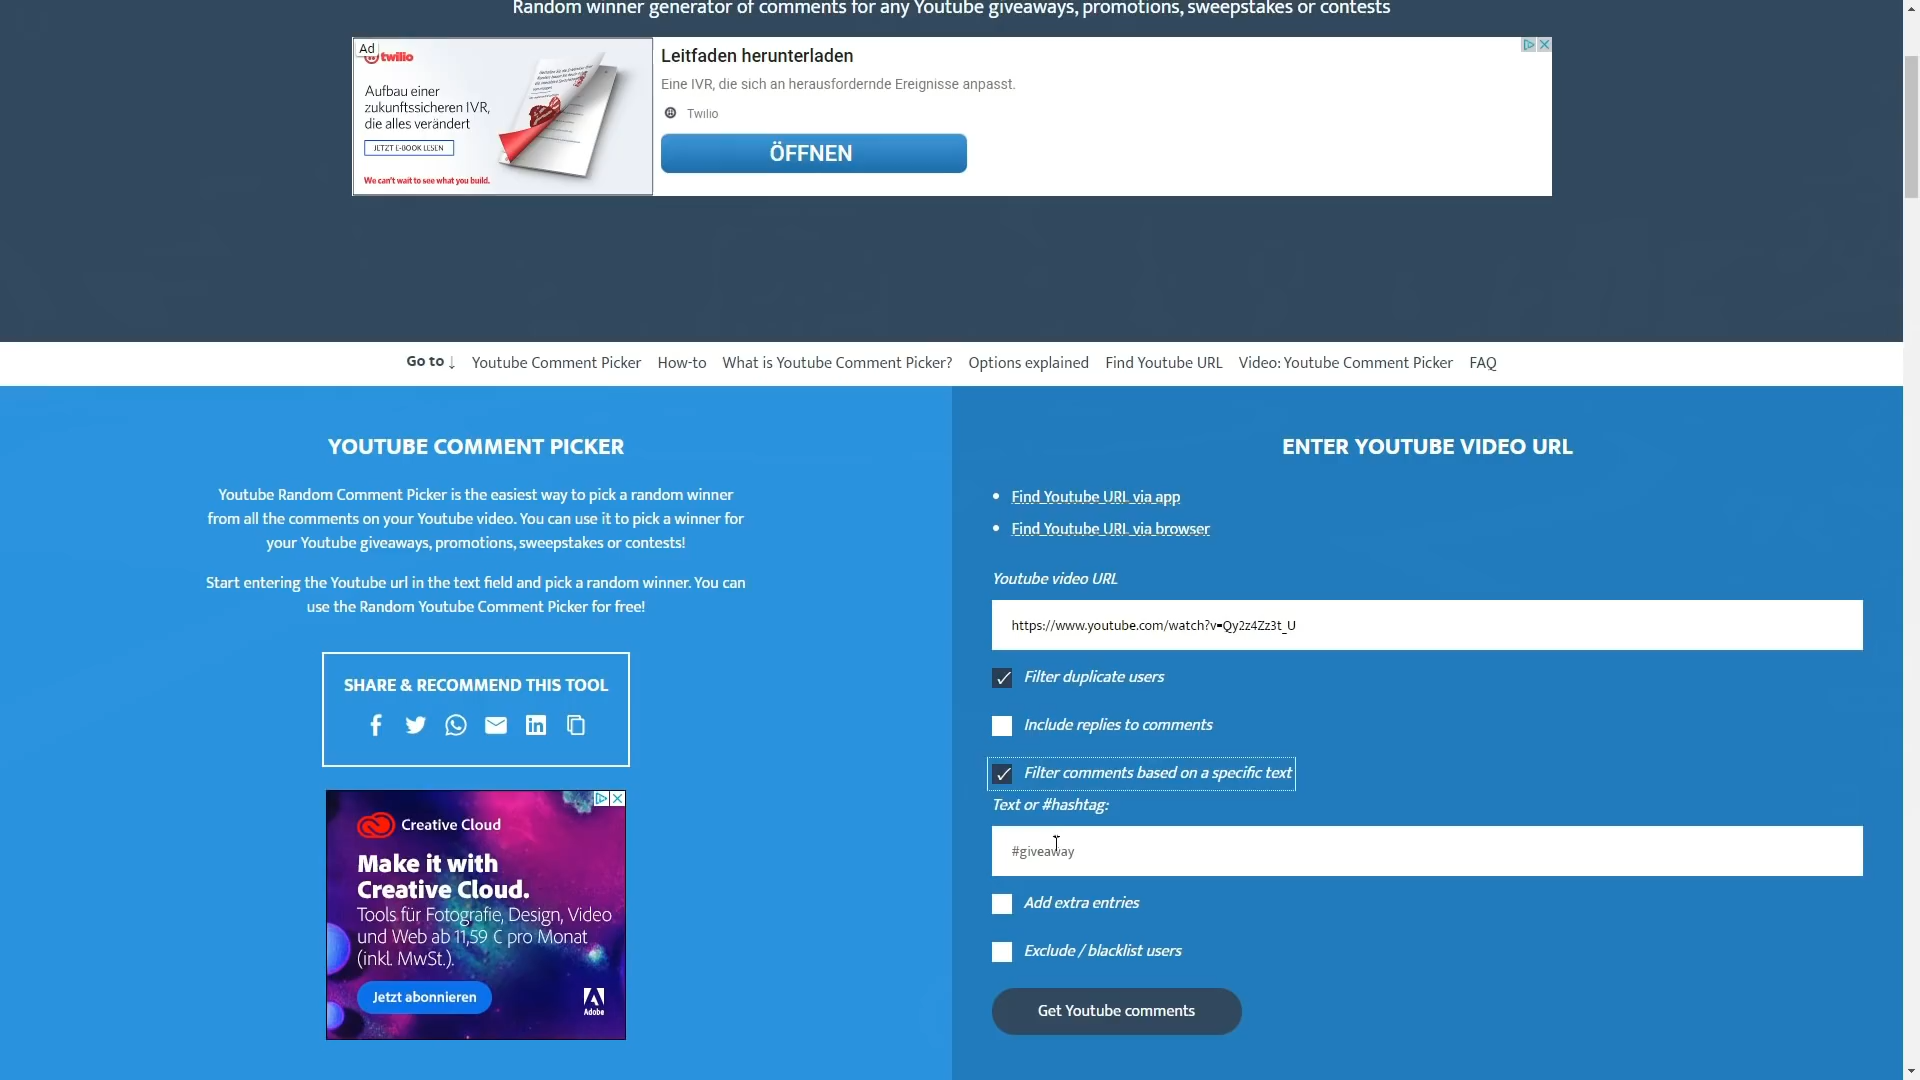 Random winner generator of comments for any Youtube giveaways, promotions, sweepstakes or contests
Ad
twilio
Aufbau einer
zukunftssicheren IVR,
die alles verändert
JETZT E-BOOK LESEN
We can't wait to see what you build.
Leitfaden herunterladen
Eine IVR, die sich an herausfordernde Ereignisse anpasst.
Twilio
ÖFFNEN
Go to ↓ Youtube Comment Picker How-to What is Youtube Comment Picker? Options explained Find Youtube URL Video: Youtube Comment Picker FAQ
YOUTUBE COMMENT PICKER
Youtube Random Comment Picker is the easiest way to pick a random winner
from all the comments on your Youtube video. You can use it to pick a winner for
your Youtube giveaways, promotions, sweepstakes or contests!
Start entering the Youtube url in the text field and pick a random winner. You can
use the Random Youtube Comment Picker for free!
SHARE & RECOMMEND THIS TOOL
Creative Cloud
Make it with
Creative Cloud.
Tools für Fotografie, Design, Video
und Web ab 11,59 € pro Monat
(inkl. MwSt.).
Jetzt abonnieren
Adobe
ENTER YOUTUBE VIDEO URL
• Find Youtube URL via app
• Find Youtube URL via browser
Youtube video URL
https://www.youtube.com/watch?v=Qy2z4Zz3t_U
Filter duplicate users
Include replies to comments
Filter comments based on a specific text
Text or #hashtag:
#giveaway
Add extra entries
Exclude / blacklist users
Get Youtube comments